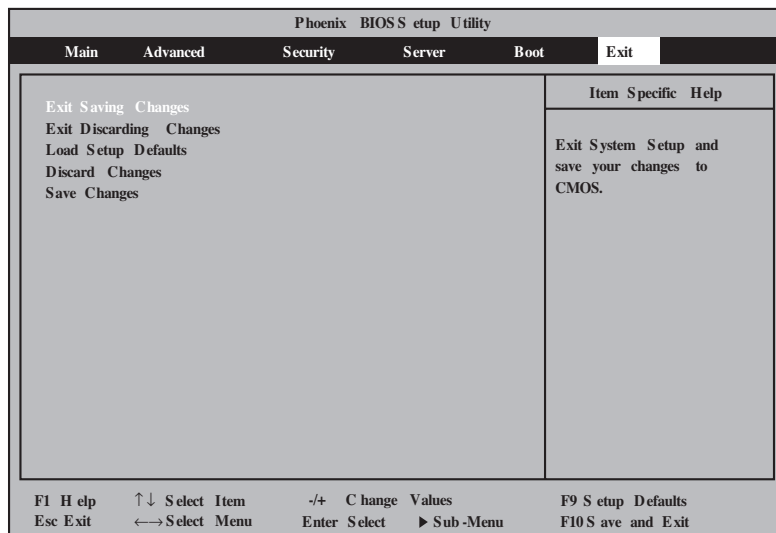 Phoenix BIOS Setup Utility
Main Advanced Security Server Boot Exit
Exit Saving Changes
Exit Discarding Changes
Load Setup Defaults
Discard Changes
Save Changes
Item Specific Help
Exit System Setup and
save your changes to
CMOS.
F1 Help ↑↓ Select Item -/+ Change Values F9 Setup Defaults
Esc Exit ←→ Select Menu Enter Select ▶ Sub-Menu F10 Save and Exit